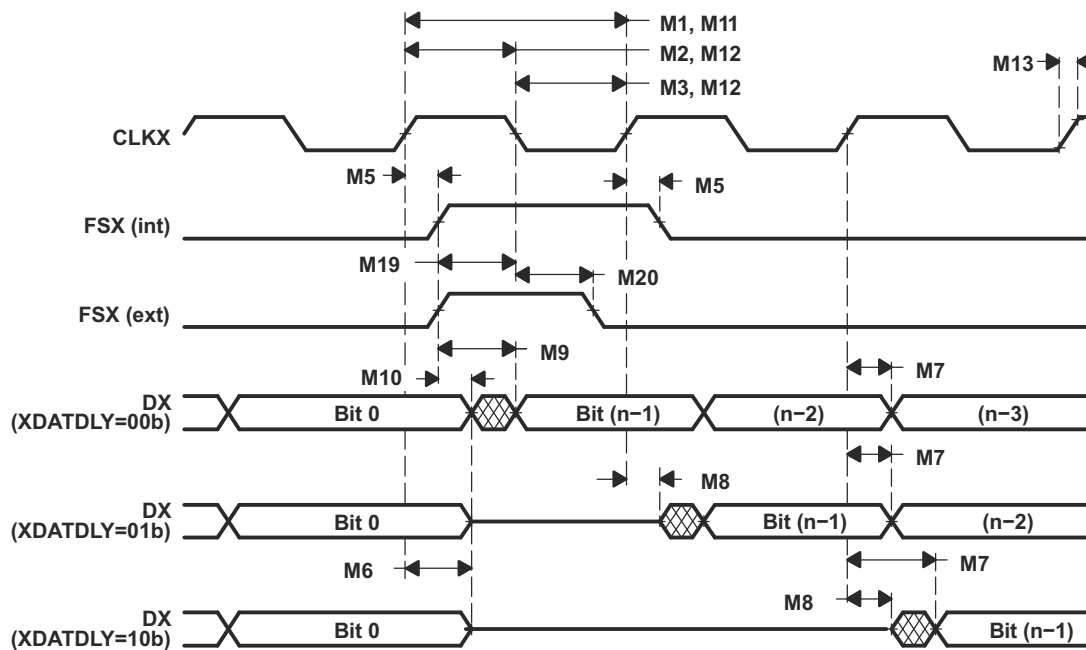 M1, M11
M2, M12
M13
M3, M12
CLKX
M5
M5
FSX (int)
M19
M20
FSX (ext)
M9
M10
M7
DX
(XDATDLY=00b)
Bit 0
Bit (n−1)
(n−2)
(n−3)
M7
M8
DX
(XDATDLY=01b)
Bit 0
Bit (n−1)
(n−2)
M6
M7
M8
DX
(XDATDLY=10b)
Bit 0
Bit (n−1)